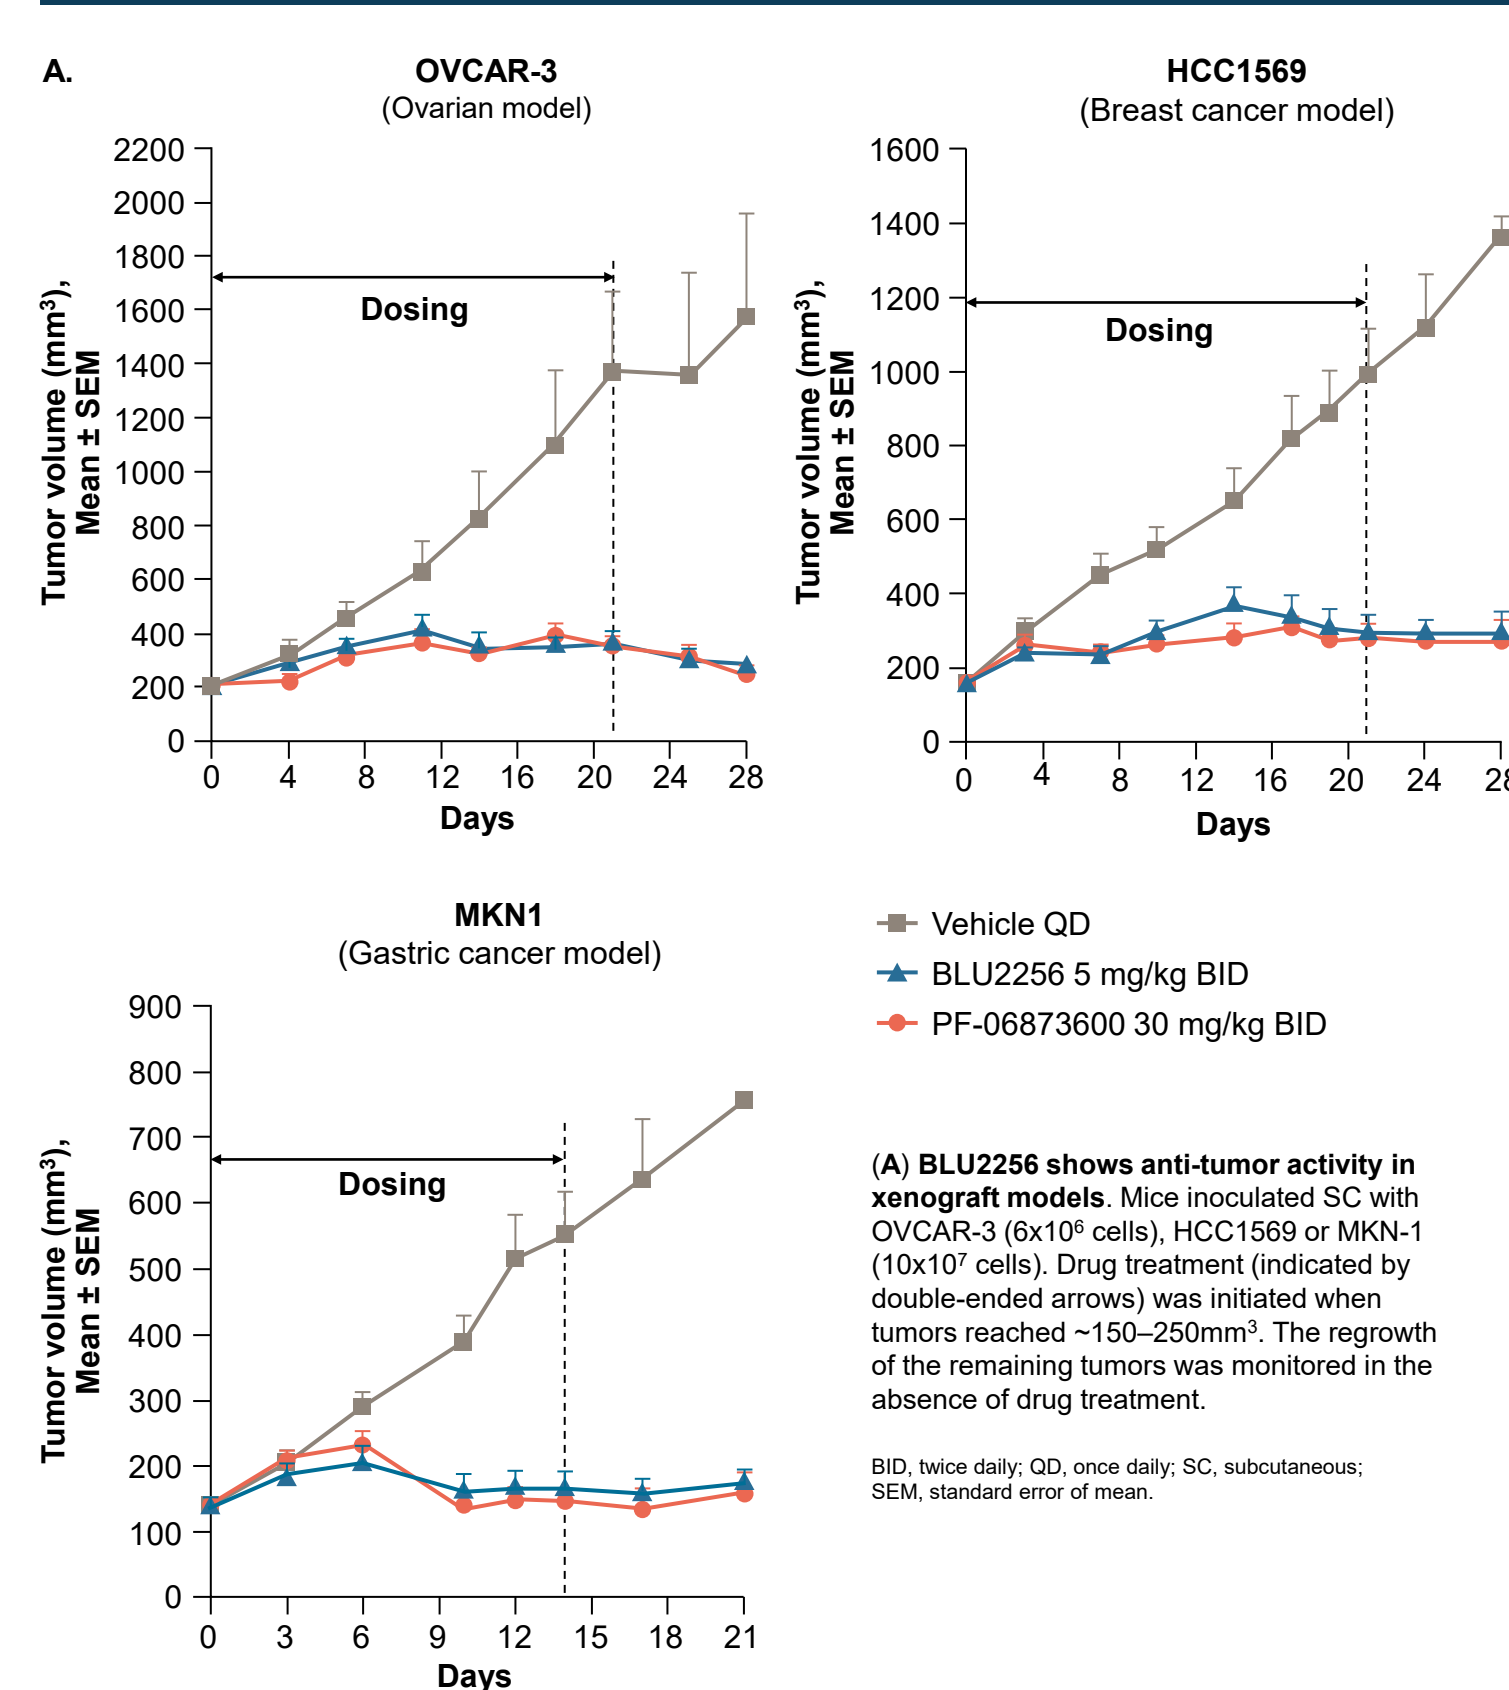 A.
OVCAR-3
(Ovarian model)
2200
2000
1800
1600
1400
1200
1000
800
600
400
200
0
Tumor volume (mm³),
Mean ± SEM
Dosing
0 4 8 12 16 20 24 28
Days
HCC1569
(Breast cancer model)
1600
1400
1200
1000
800
600
400
200
0
Tumor volume (mm³),
Mean ± SEM
Dosing
0 4 8 12 16 20 24 28
Days
MKN1
(Gastric cancer model)
900
800
700
600
500
400
300
200
100
0
Tumor volume (mm³),
Mean ± SEM
Dosing
0 3 6 9 12 15 18 21
Days
Vehicle QD
BLU2256 5 mg/kg BID
PF-06873600 30 mg/kg BID
(A) BLU2256 shows anti-tumor activity in
xenograft models. Mice inoculated SC with
OVCAR-3 (6x10⁶ cells), HCC1569 or MKN-1
(10x10⁷ cells). Drug treatment (indicated by
double-ended arrows) was initiated when
tumors reached ~150–250mm³. The regrowth
of the remaining tumors was monitored in the
absence of drug treatment.
BID, twice daily; QD, once daily; SC, subcutaneous;
SEM, standard error of mean.